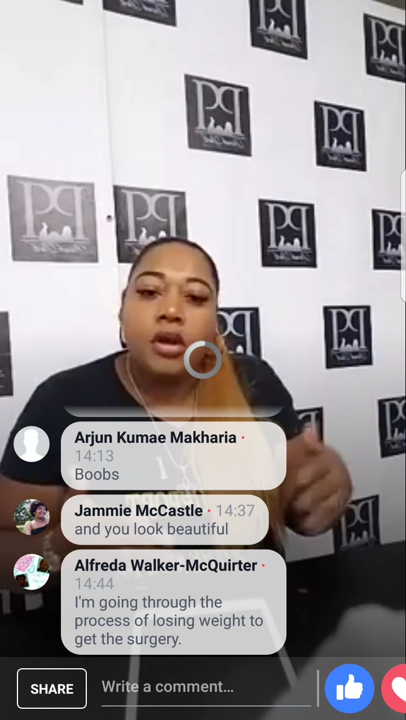 Arjun Kumae Makharia ·
14:13
Boobs
Jammie McCastle · 14:37
and you look beautiful
Alfreda Walker-McQuirter ·
14:44
I'm going through the
process of losing weight to
get the surgery.
SHARE
Write a comment...